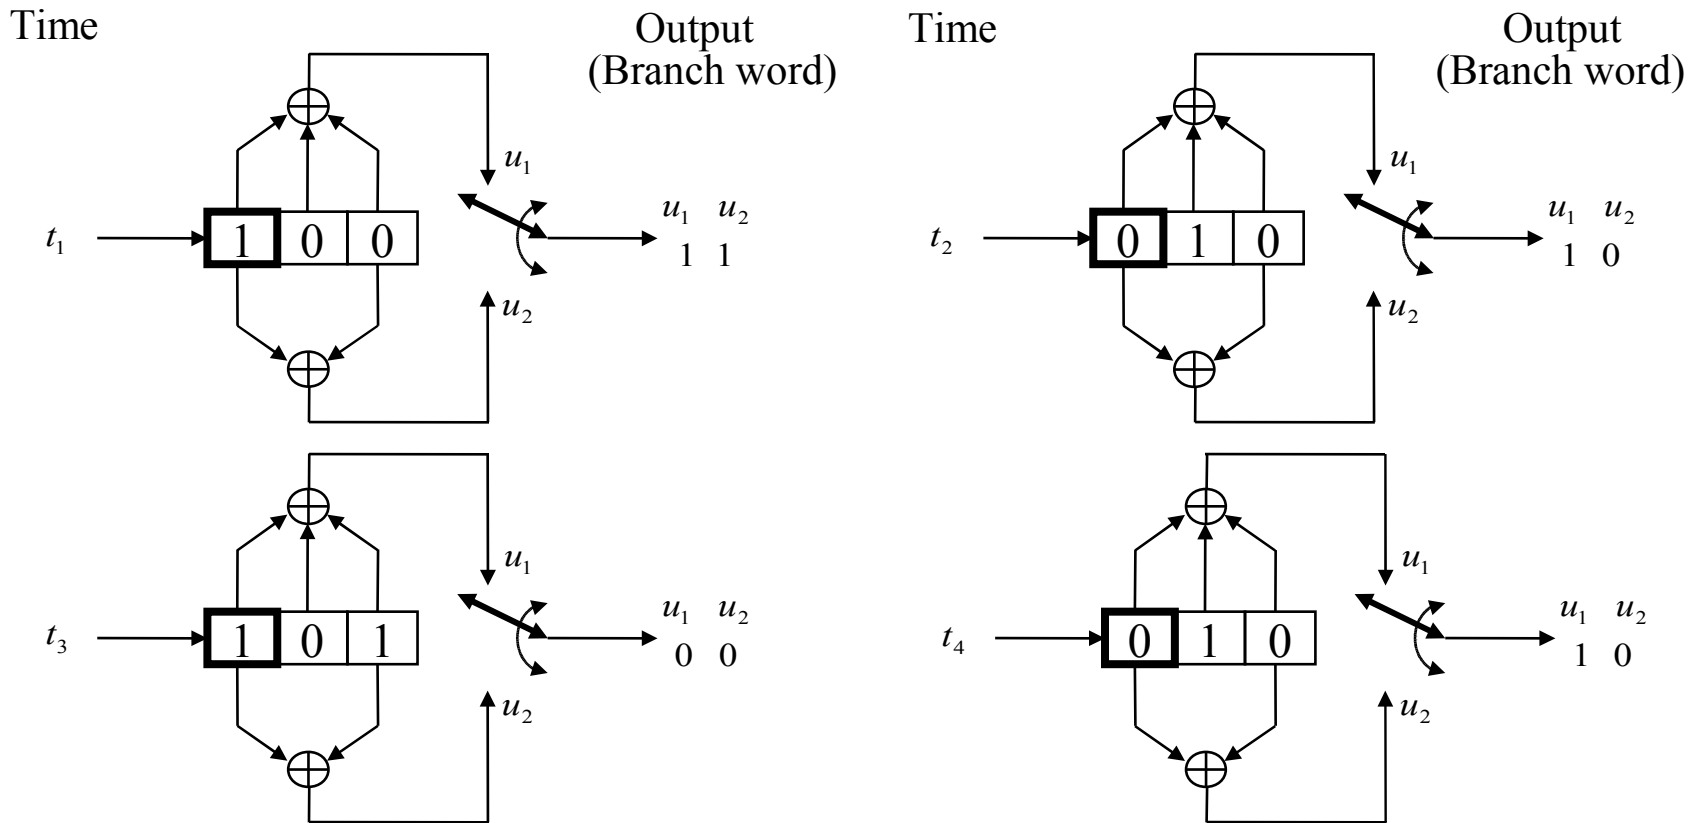 Time Output Time Output
(Branch word) (Branch word)
u₁ u₁
u₁ u₂ u₁ u₂
t₁ 1 0 0 t₂ 0 1 0
1 1 1 0
u₂ u₂
u₁ u₁
u₁ u₂ u₁ u₂
t₃ 1 0 1 t₄ 0 1 0
0 0 1 0
u₂ u₂